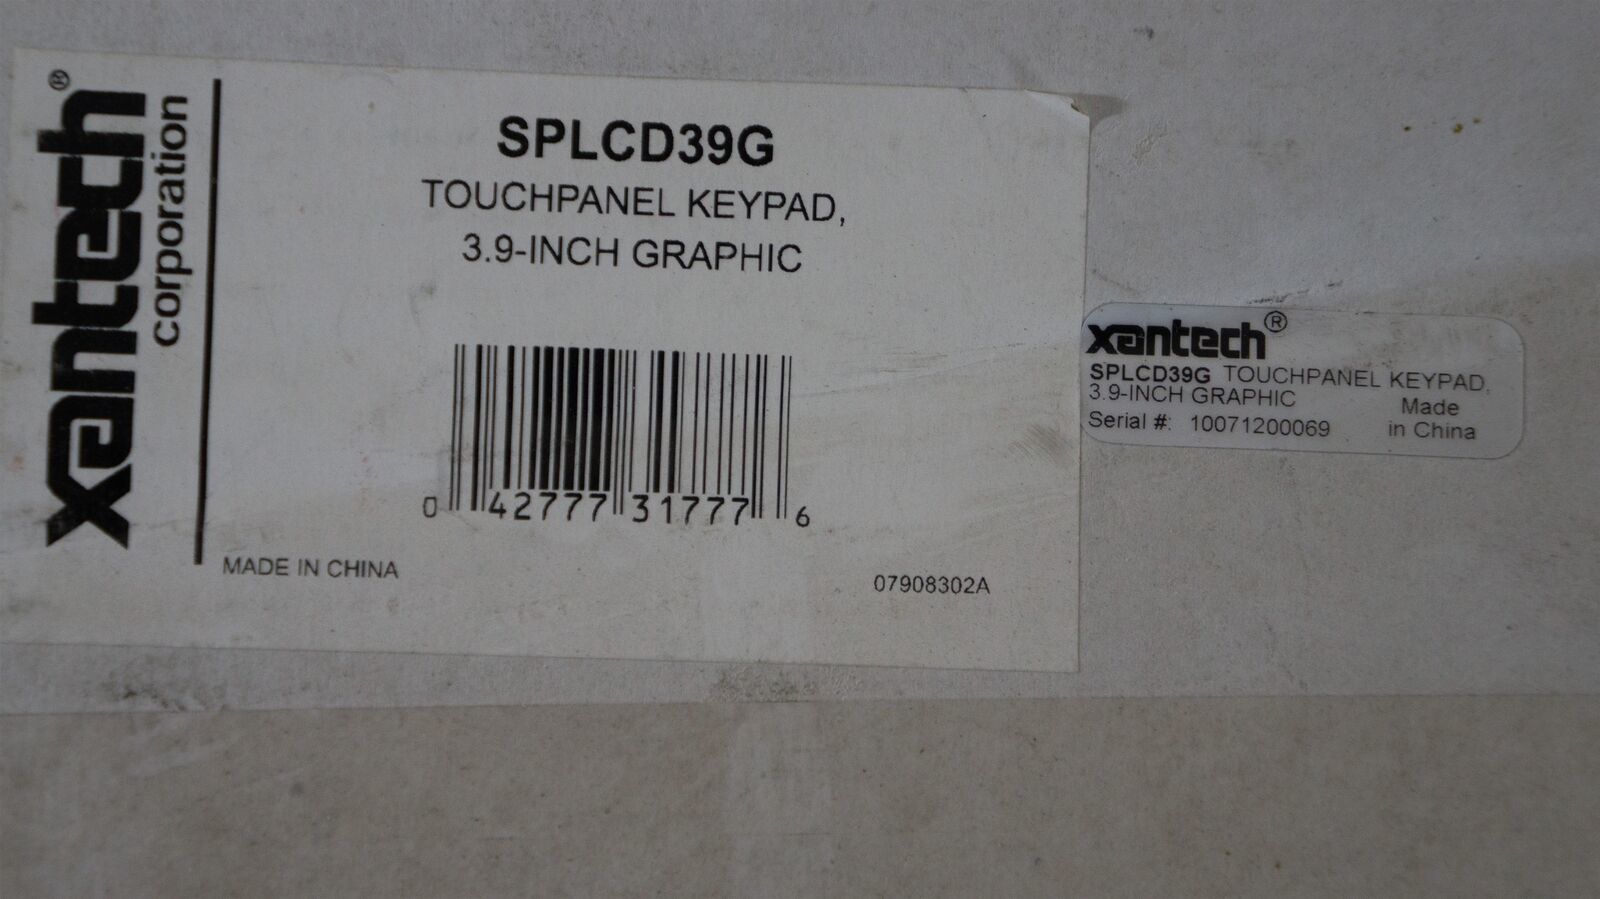 xantech®
corporation
SPLCD39G
TOUCHPANEL KEYPAD,
3.9-INCH GRAPHIC
0 42777 31777 6
MADE IN CHINA
07908302A
xantech®
SPLCD39G TOUCHPANEL KEYPAD,
3.9-INCH GRAPHIC
Made
Serial #: 10071200069 in China